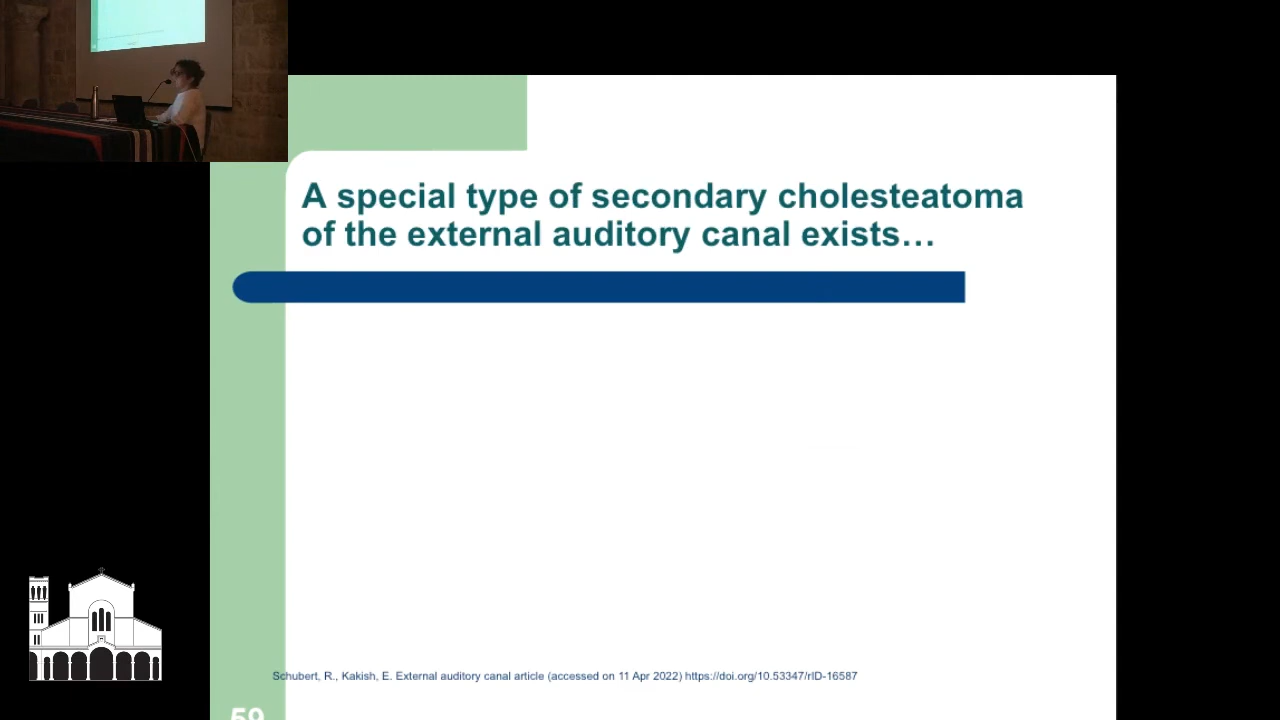 A special type of secondary cholesteatoma
of the external auditory canal exists…
Schubert, R., Kakish, E. External auditory canal article (accessed on 11 Apr 2022) https://doi.org/10.53347/rID-16587
59